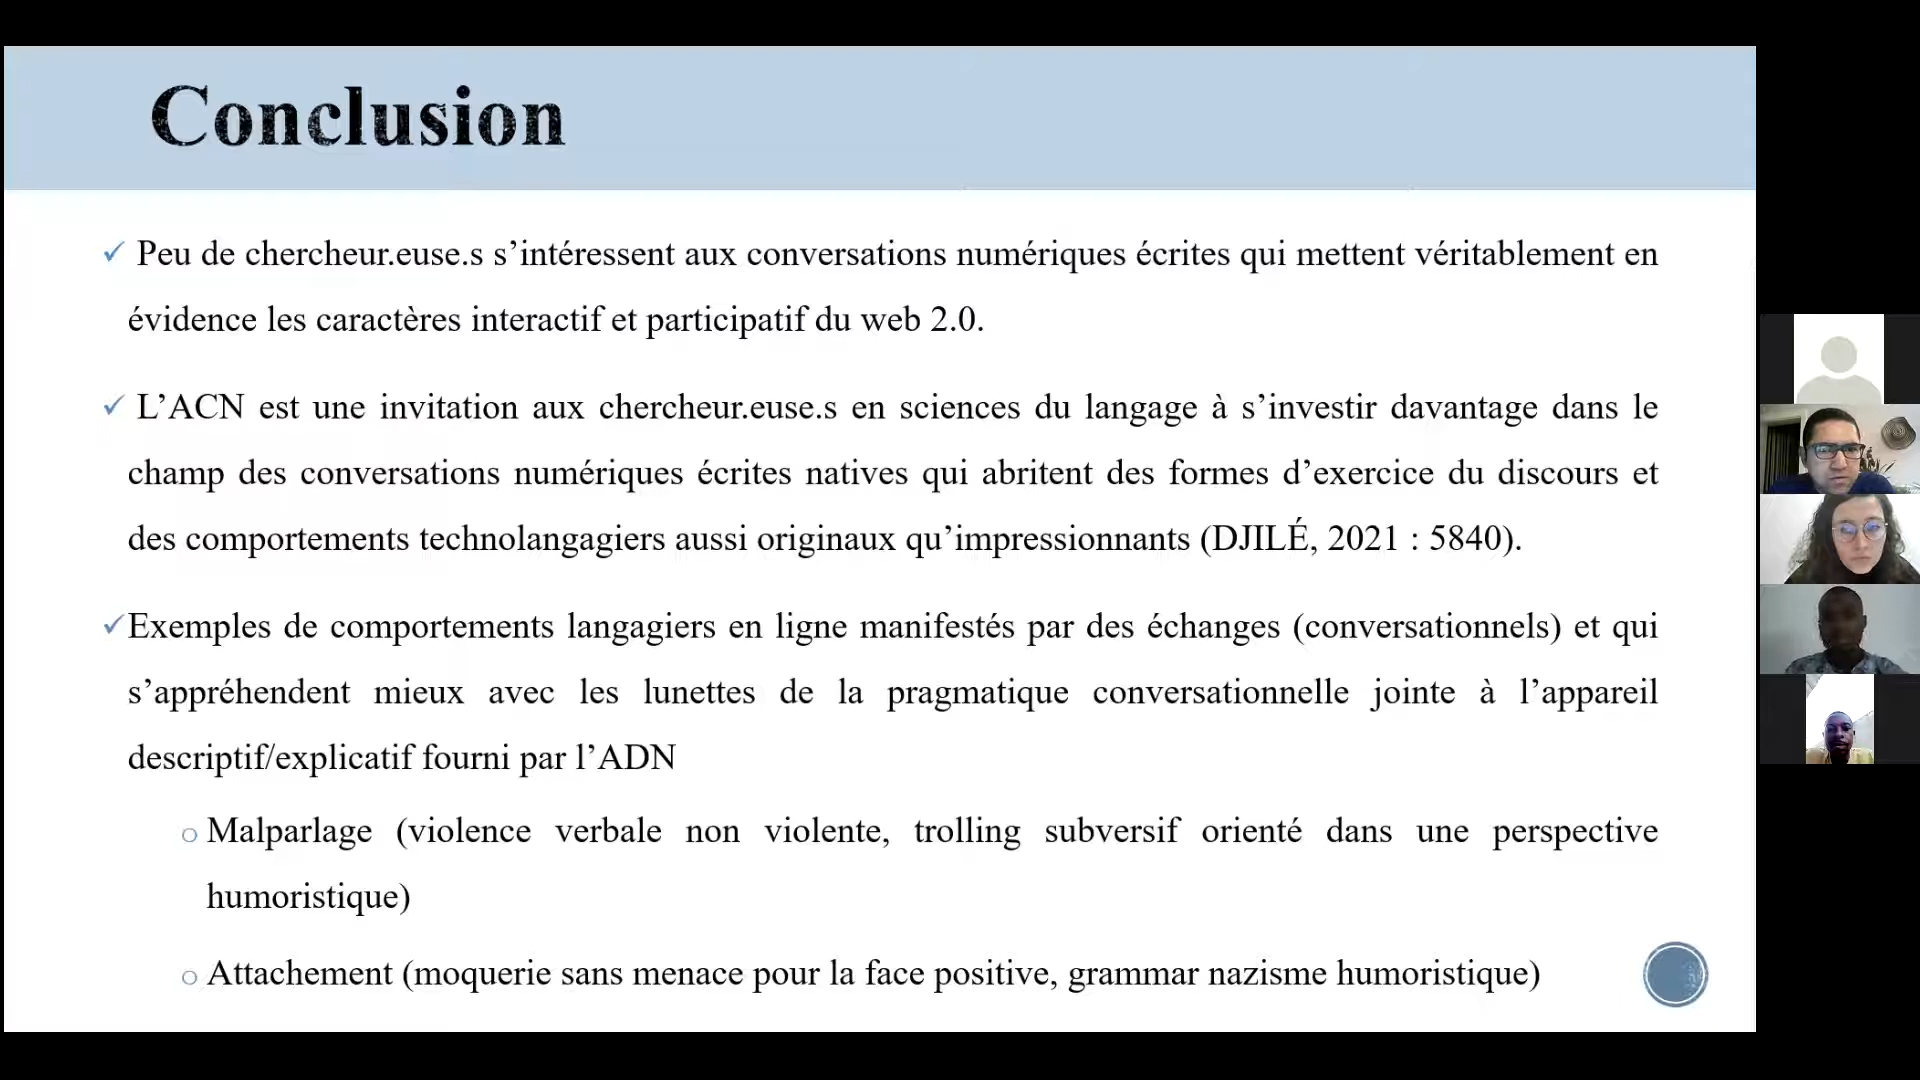 Conclusion
✓ Peu de chercheur.euse.s s’intéressent aux conversations numériques écrites qui mettent véritablement en
évidence les caractères interactif et participatif du web 2.0.
✓ L’ACN est une invitation aux chercheur.euse.s en sciences du langage à s’investir davantage dans le
champ des conversations numériques écrites natives qui abritent des formes d’exercice du discours et
des comportements technolangagiers aussi originaux qu’impressionnants (DJILÉ, 2021 : 5840).
✓Exemples de comportements langagiers en ligne manifestés par des échanges (conversationnels) et qui
s’appréhendent mieux avec les lunettes de la pragmatique conversationnelle jointe à l’appareil
descriptif/explicatif fourni par l’ADN
o Malparlage (violence verbale non violente, trolling subversif orienté dans une perspective
humoristique)
o Attachement (moquerie sans menace pour la face positive, grammar nazisme humoristique)